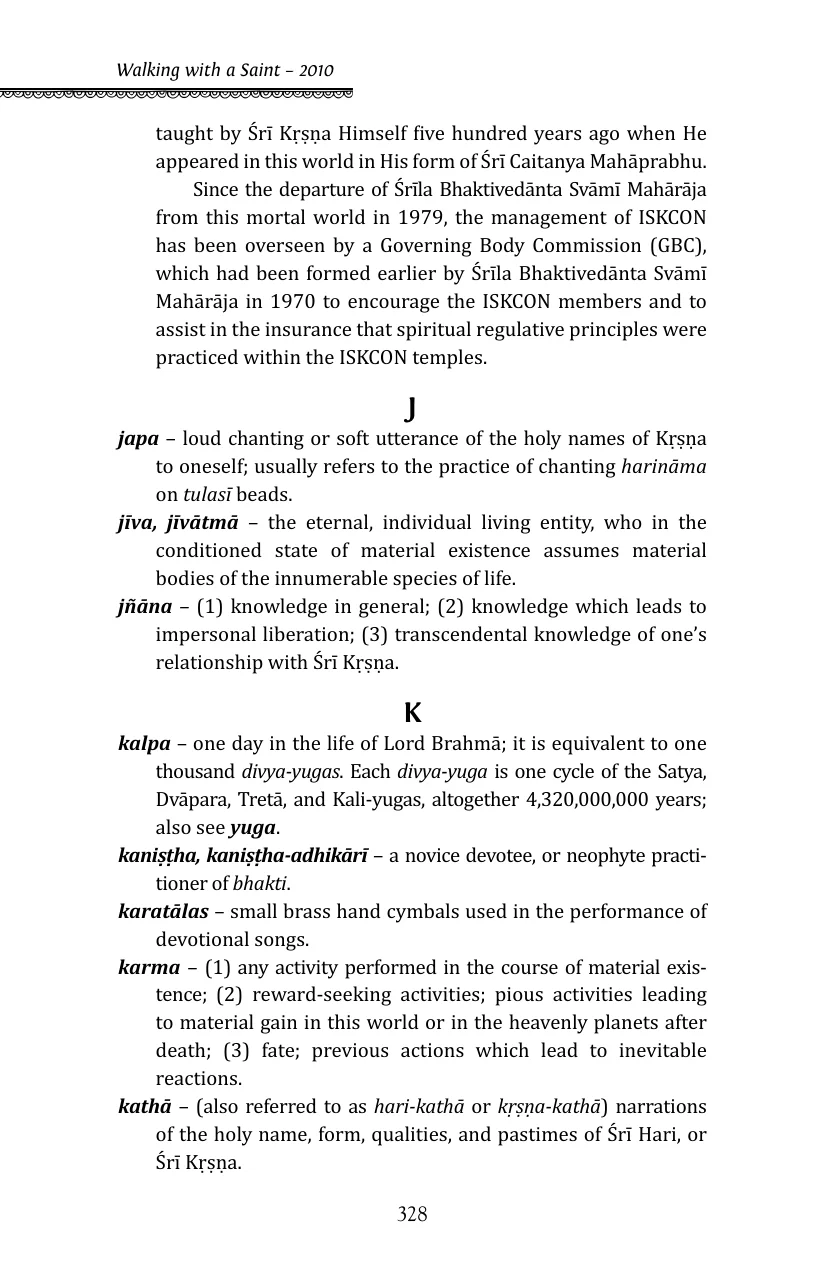 Walking with a Saint – 2010
taught by Śrī Kṛṣṇa Himself five hundred years ago when He
appeared in this world in His form of Śrī Caitanya Mahāprabhu.
Since the departure of Śrīla Bhaktivedānta Svāmī Mahārāja
from this mortal world in 1979, the management of ISKCON
has been overseen by a Governing Body Commission (GBC),
which had been formed earlier by Śrīla Bhaktivedānta Svāmī
Mahārāja in 1970 to encourage the ISKCON members and to
assist in the insurance that spiritual regulative principles were
practiced within the ISKCON temples.
J
japa – loud chanting or soft utterance of the holy names of Kṛṣṇa
to oneself; usually refers to the practice of chanting harināma
on tulasī beads.
jīva, jīvātmā – the eternal, individual living entity, who in the
conditioned state of material existence assumes material
bodies of the innumerable species of life.
jñāna – (1) knowledge in general; (2) knowledge which leads to
impersonal liberation; (3) transcendental knowledge of one’s
relationship with Śrī Kṛṣṇa.
K
kalpa – one day in the life of Lord Brahmā; it is equivalent to one
thousand divya-yugas. Each divya-yuga is one cycle of the Satya,
Dvāpara, Tretā, and Kali-yugas, altogether 4,320,000,000 years;
also see yuga.
kaniṣṭha, kaniṣṭha-adhikārī – a novice devotee, or neophyte practi-
tioner of bhakti.
karatālas – small brass hand cymbals used in the performance of
devotional songs.
karma – (1) any activity performed in the course of material exis-
tence; (2) reward-seeking activities; pious activities leading
to material gain in this world or in the heavenly planets after
death; (3) fate; previous actions which lead to inevitable
reactions.
kathā – (also referred to as hari-kathā or kṛṣṇa-kathā) narrations
of the holy name, form, qualities, and pastimes of Śrī Hari, or
Śrī Kṛṣṇa.
328